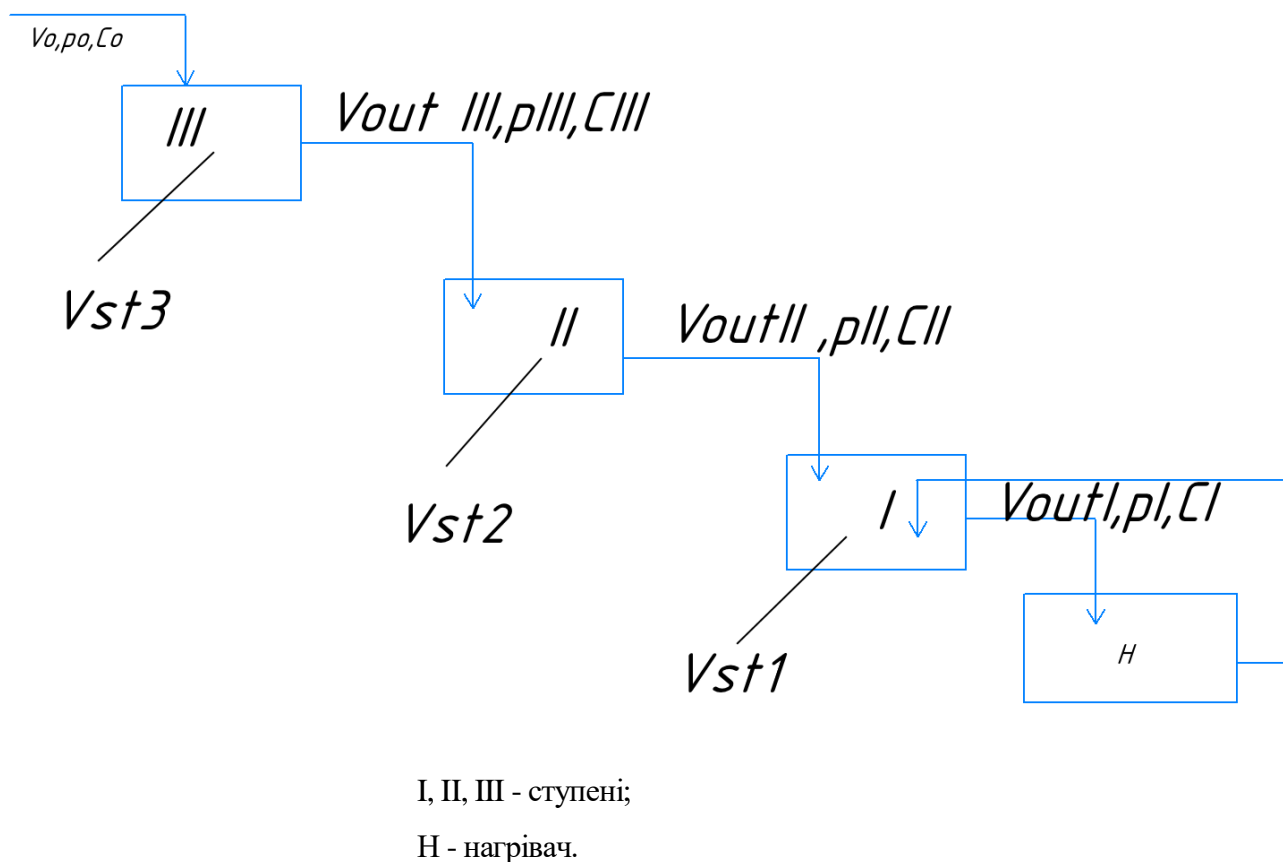 Vo,po,Co
III
Vout III,pIII,CIII
Vst3
II
VoutII ,pII,CII
Vst2
I
VoutI,pI,CI
Vst1
H
I, II, III - ступені;
Н - нагрівач.